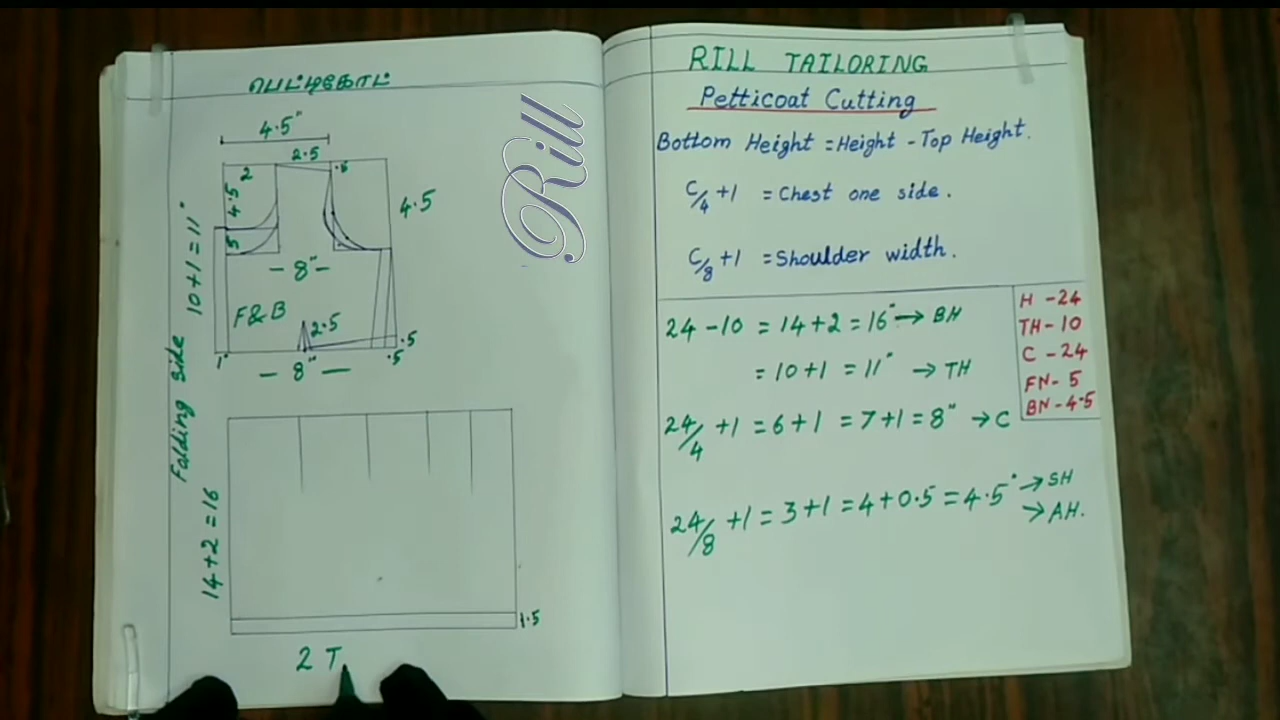 பெட்டிகோட்
4.5"
2.5
2
.5
4.5
4.5
5
10+1=11"
- 8" -
F&B
2.5
.5
1"
.5
- 8" -
Folding side
14+2=16
1.5
2 T
Rill
RILL TAILORING
Petticoat Cutting
Bottom Height = Height - Top Height.
C/4 +1 = Chest one side.
C/8 +1 = Shoulder width.
H - 24
TH - 10
C - 24
FN - 5
BN - 4.5
24 - 10 = 14+2 = 16" → BH
= 10+1 = 11" → TH
24/4 +1 = 6+1 = 7+1 = 8" → C
24/8 +1 = 3+1 = 4+0.5 = 4.5" → SH
→ AH.